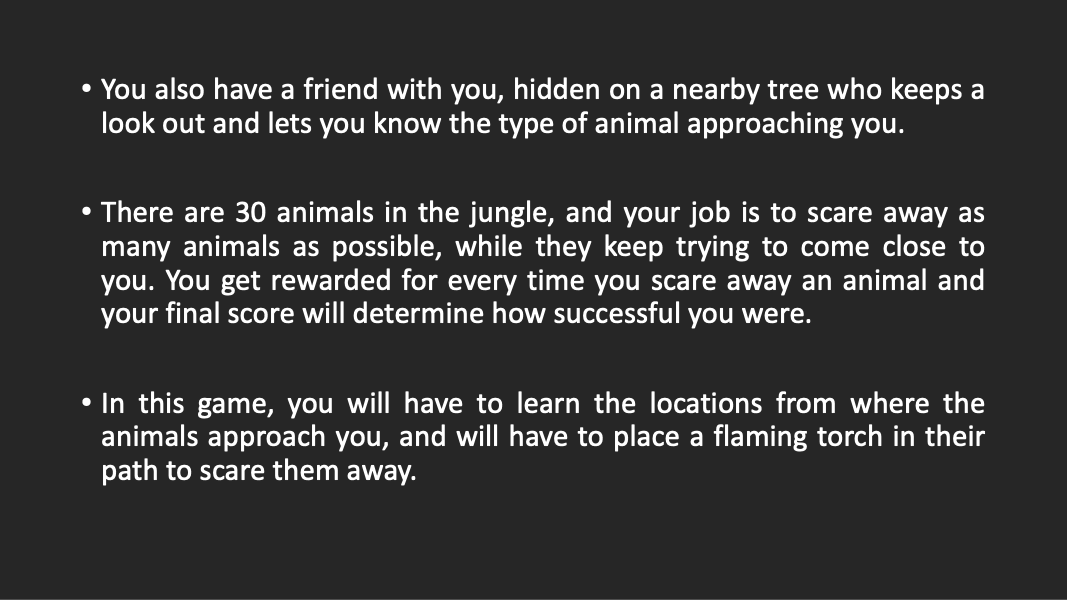 • You also have a friend with you, hidden on a nearby tree who keeps a
look out and lets you know the type of animal approaching you.
• There are 30 animals in the jungle, and your job is to scare away as
many animals as possible, while they keep trying to come close to
you. You get rewarded for every time you scare away an animal and
your final score will determine how successful you were.
• In this game, you will have to learn the locations from where the
animals approach you, and will have to place a flaming torch in their
path to scare them away.